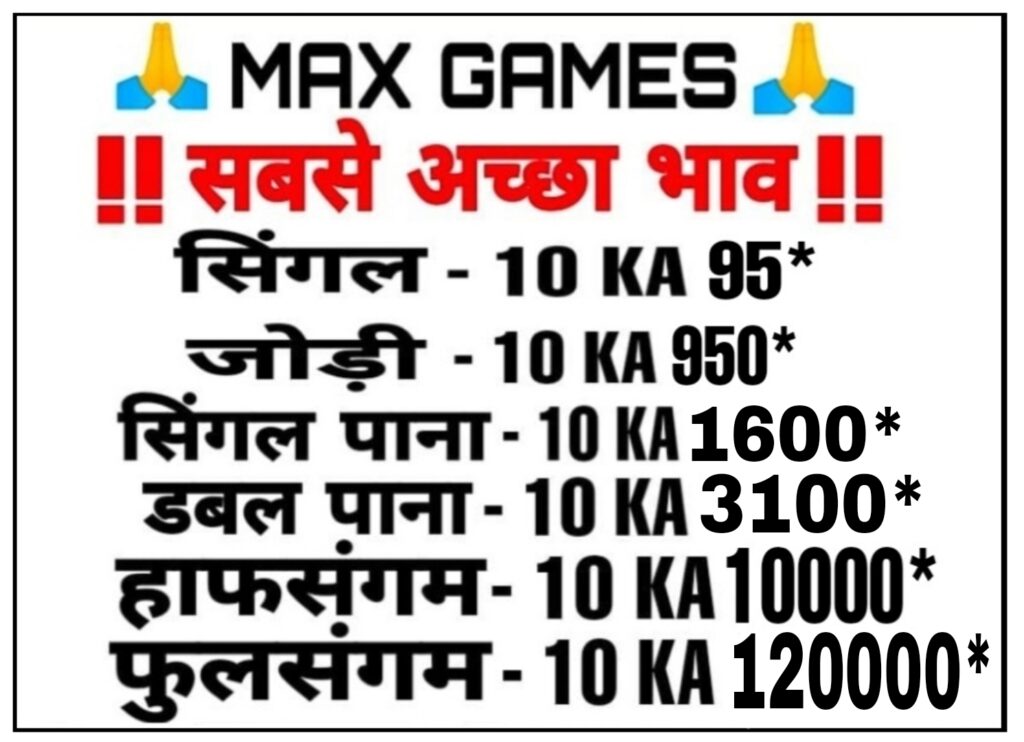 🙏 MAX GAMES 🙏
‼️ सबसे अच्छा भाव ‼️
सिंगल - 10 KA 95*
जोड़ी - 10 KA 950*
सिंगल पाना - 10 KA 1600*
डबल पाना - 10 KA 3100*
हाफसंगम - 10 KA 10000*
फुलसंगम - 10 KA 120000*